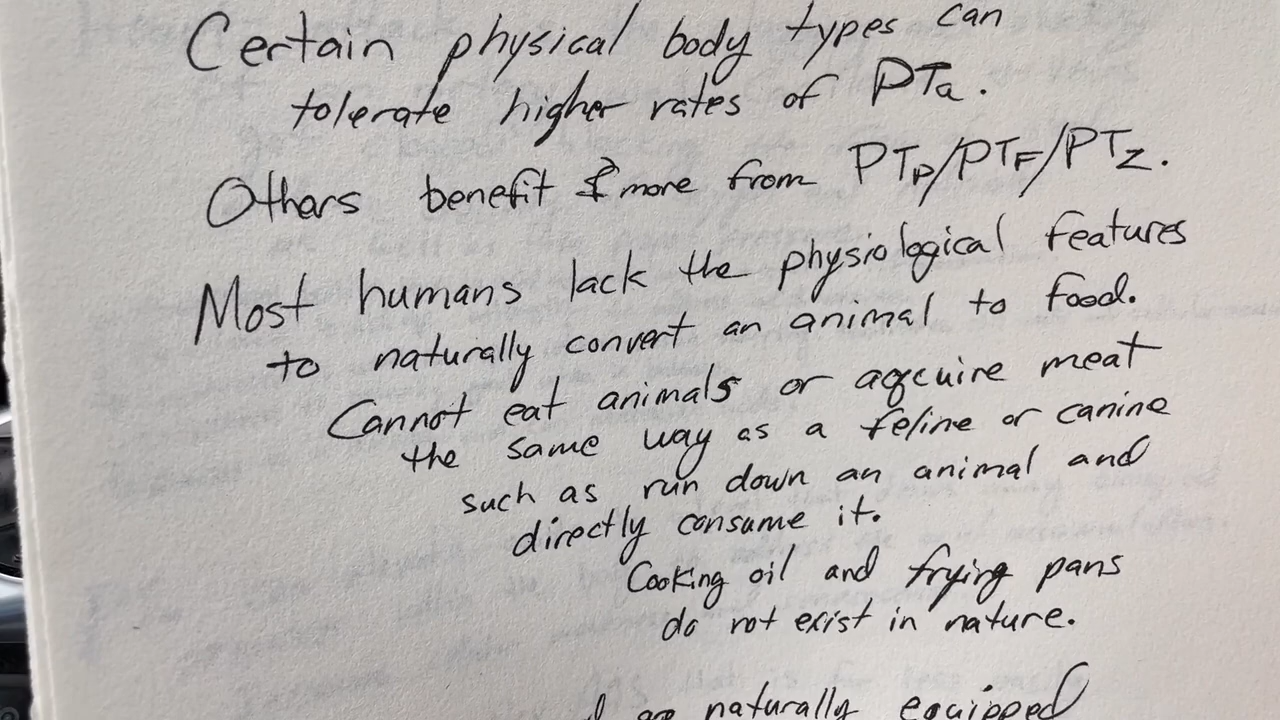 Certain physical body types can
tolerate higher rates of PTa.
Others benefit more from PTP/PTF/PTZ.
Most humans lack the physiological features
to naturally convert an animal to food.
Cannot eat animals or aqcuire meat
the same way as a feline or canine
such as run down an animal and
directly consume it.
Cooking oil and frying pans
do not exist in nature.
are naturally equipped